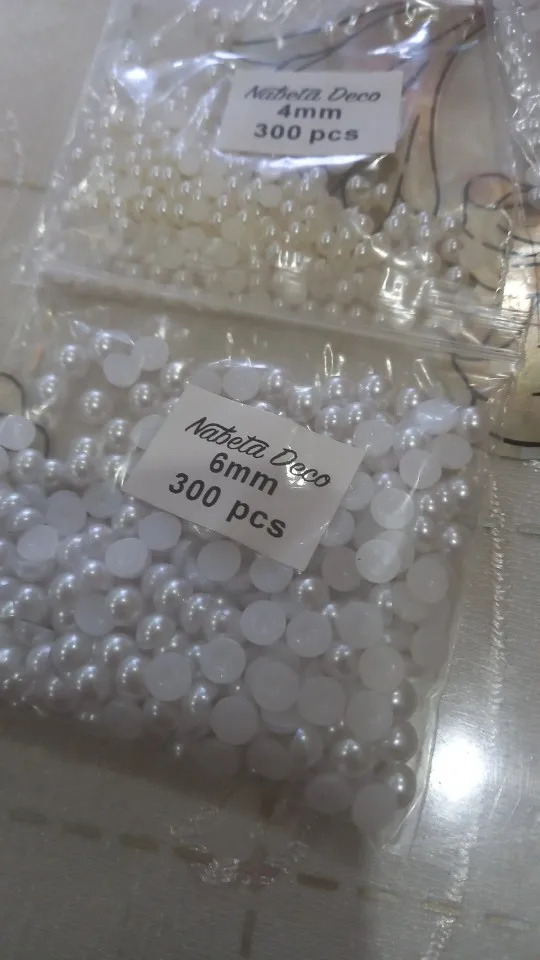 Nabeta Deco
4mm
300 pcs
Nabeta Deco
6mm
300 pcs